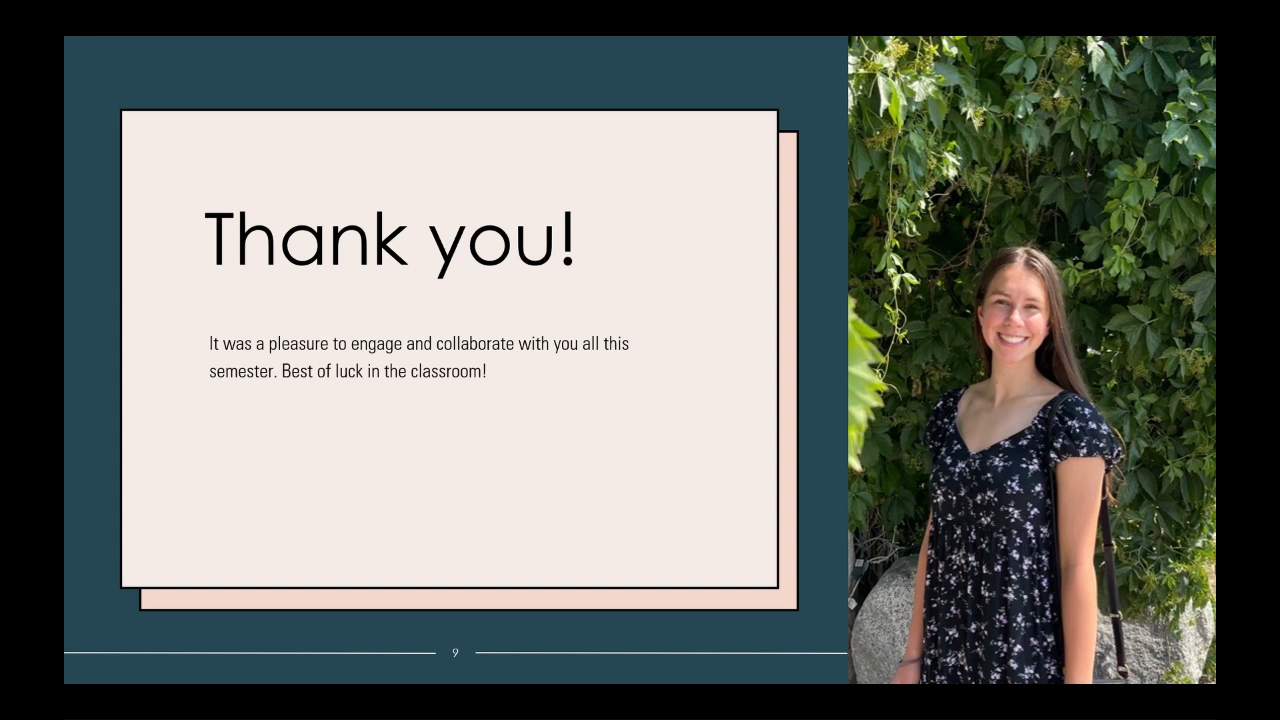 Thank you!
It was a pleasure to engage and collaborate with you all this
semester. Best of luck in the classroom!
9